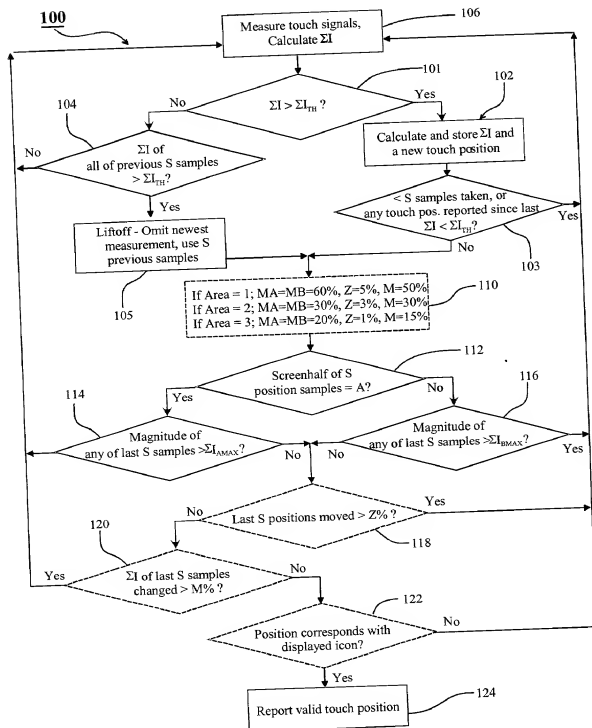 100
Measure touch signals,
Calculate ΣI
106
101
ΣI > ΣI_TH ?
No
Yes
102
Calculate and store ΣI and
a new touch position
104
ΣI of
all of previous S samples
> ΣI_TH?
No
Yes
< S samples taken, or
any touch pos. reported since last
ΣI < ΣI_TH?
Yes
No
103
Liftoff - Omit newest
measurement, use S
previous samples
105
If Area = 1; MA=MB=60%, Z=5%, M=50%
If Area = 2; MA=MB=30%, Z=3%, M=30%
If Area = 3; MA=MB=20%, Z=1%, M=15%
110
112
Screenhalf of S
position samples = A?
Yes
No
114
Magnitude of
any of last S samples >ΣI_AMAX?
Yes
No
116
Magnitude of
any of last S samples >ΣI_BMAX?
No
Yes
Last S positions moved > Z% ?
No
Yes
118
120
ΣI of last S samples
changed > M% ?
Yes
No
122
Position corresponds with
displayed icon?
No
Yes
Report valid touch position
124